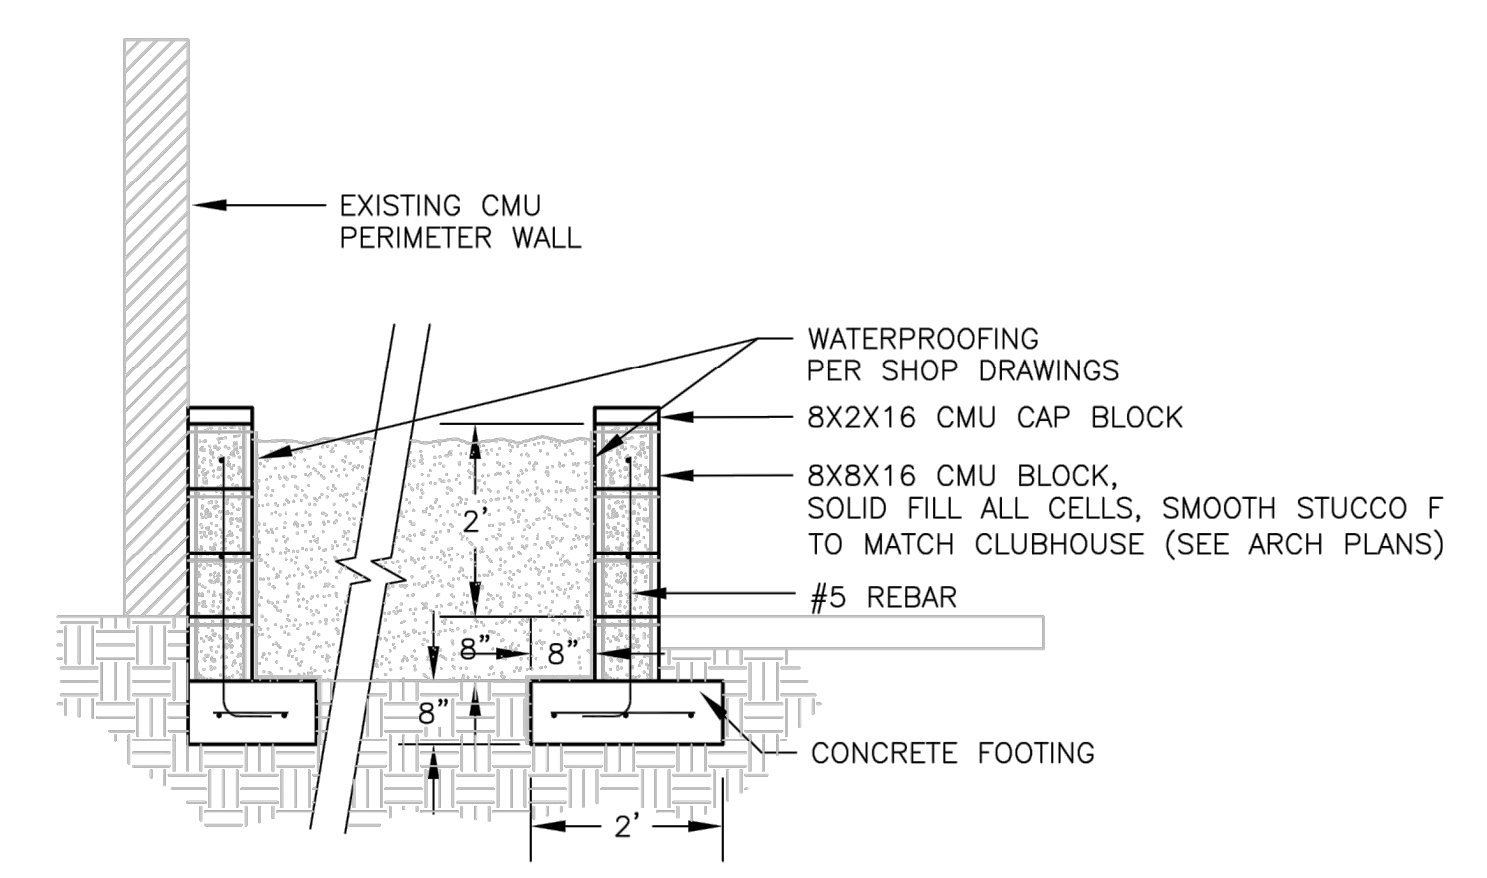 EXISTING CMU
PERIMETER WALL
WATERPROOFING
PER SHOP DRAWINGS
8X2X16 CMU CAP BLOCK
8X8X16 CMU BLOCK,
SOLID FILL ALL CELLS, SMOOTH STUCCO F
TO MATCH CLUBHOUSE (SEE ARCH PLANS)
2'
#5 REBAR
8"
8"
8"
CONCRETE FOOTING
2'